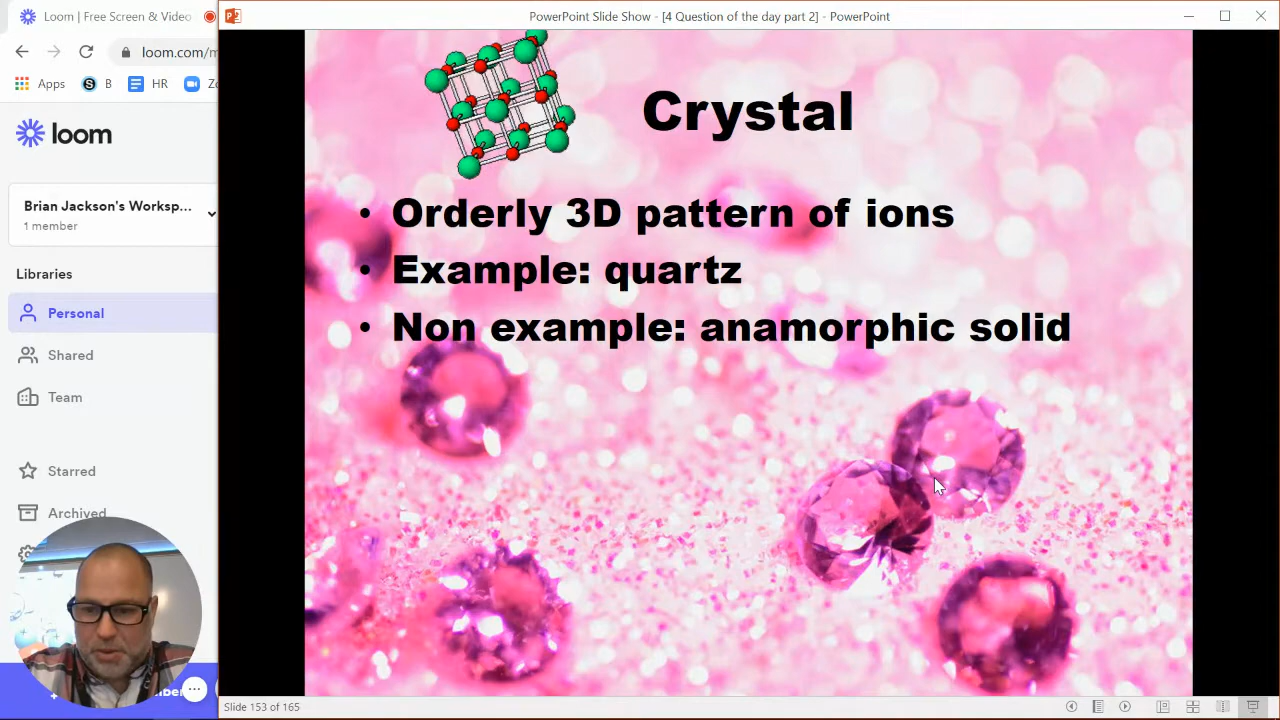 Loom | Free Screen & Video
PowerPoint Slide Show - [4 Question of the day part 2] - PowerPoint
loom.com/m
Apps
B
HR
Zo
loom
Brian Jackson's Worksp...
1 member
Libraries
Personal
Shared
Team
Starred
Archived
Crystal
• Orderly 3D pattern of ions
• Example: quartz
• Non example: anamorphic solid
Slide 153 of 165